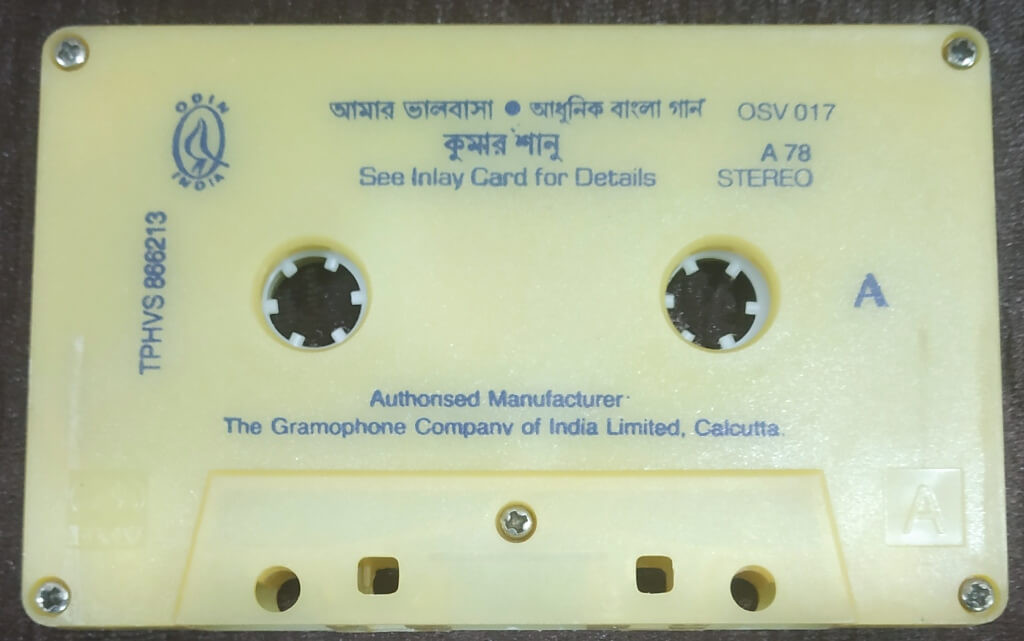 ODIN
INDIA
আমার ভালবাসা ● আধুনিক বাংলা গান OSV 017
কুমার শানু A 78
See Inlay Card for Details STEREO
TPHVS 866213
A
Authorised Manufacturer
The Gramophone Company of India Limited, Calcutta.
A